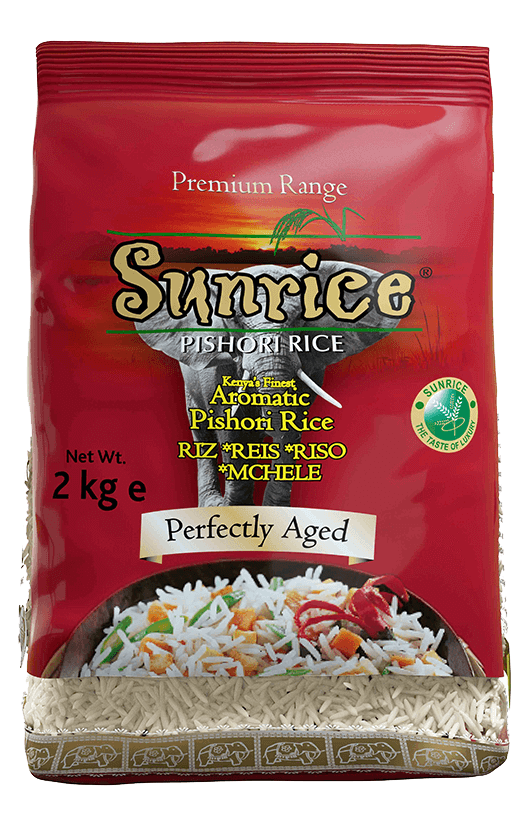 Premium Range
Sunrice®
PISHORI RICE
Kenya's Finest
Aromatic
Pishori Rice
RIZ *REIS *RISO
*MCHELE
SUNRICE
THE TASTE OF LUXURY
Net Wt.
2 kg e
Perfectly Aged